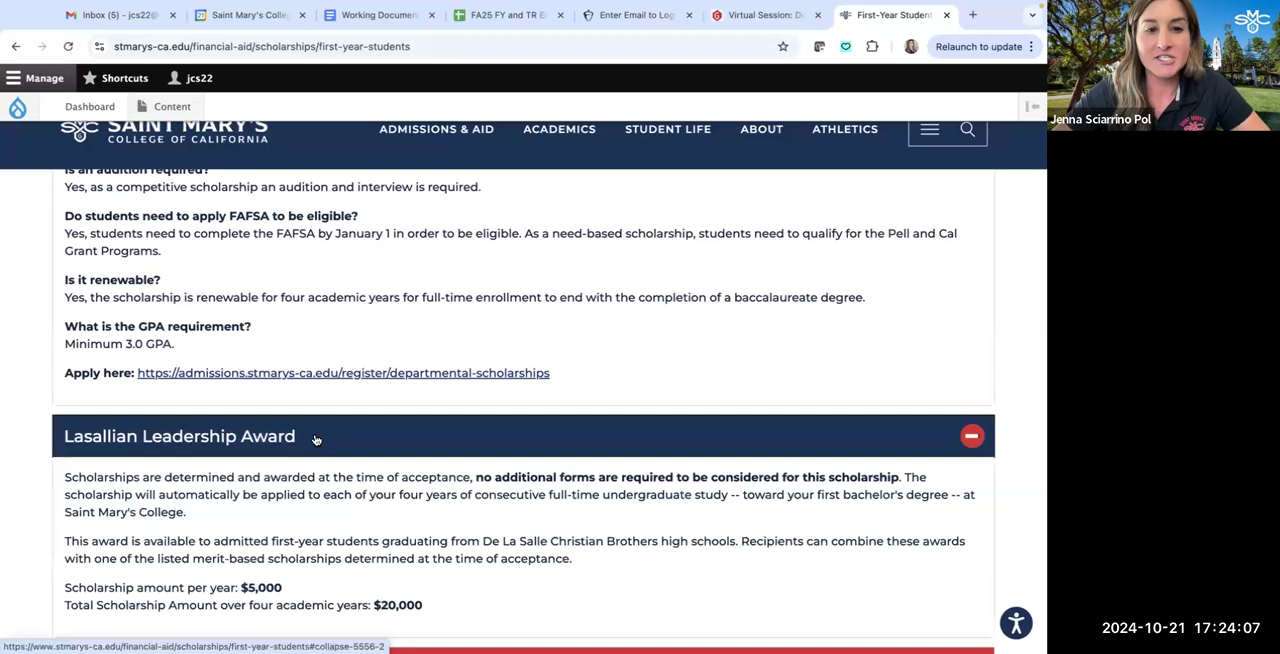 Inbox (5) - jcs22@
Saint Mary's Colleg
Working Documen
FA25 FY and TR E
Enter Email to Log
Virtual Session: De
First-Year Student
stmarys-ca.edu/financial-aid/scholarships/first-year-students
Relaunch to update
Manage
Shortcuts
jcs22
Dashboard
Content
SMC
Jenna Sciarrino Pol
SAINT MARY'S
COLLEGE OF CALIFORNIA
ADMISSIONS & AID
ACADEMICS
STUDENT LIFE
ABOUT
ATHLETICS
Is an audition required?
Yes, as a competitive scholarship an audition and interview is required.
Do students need to apply FAFSA to be eligible?
Yes, students need to complete the FAFSA by January 1 in order to be eligible. As a need-based scholarship, students need to qualify for the Pell and Cal
Grant Programs.
Is it renewable?
Yes, the scholarship is renewable for four academic years for full-time enrollment to end with the completion of a baccalaureate degree.
What is the GPA requirement?
Minimum 3.0 GPA.
Apply here: https://admissions.stmarys-ca.edu/register/departmental-scholarships
Lasallian Leadership Award
Scholarships are determined and awarded at the time of acceptance, no additional forms are required to be considered for this scholarship. The
scholarship will automatically be applied to each of your four years of consecutive full-time undergraduate study -- toward your first bachelor's degree -- at
Saint Mary's College.
This award is available to admitted first-year students graduating from De La Salle Christian Brothers high schools. Recipients can combine these awards
with one of the listed merit-based scholarships determined at the time of acceptance.
Scholarship amount per year: $5,000
Total Scholarship Amount over four academic years: $20,000
https://www.stmarys-ca.edu/financial-aid/scholarships/first-year-students#collapse-5556-2
2024-10-21 17:24:07